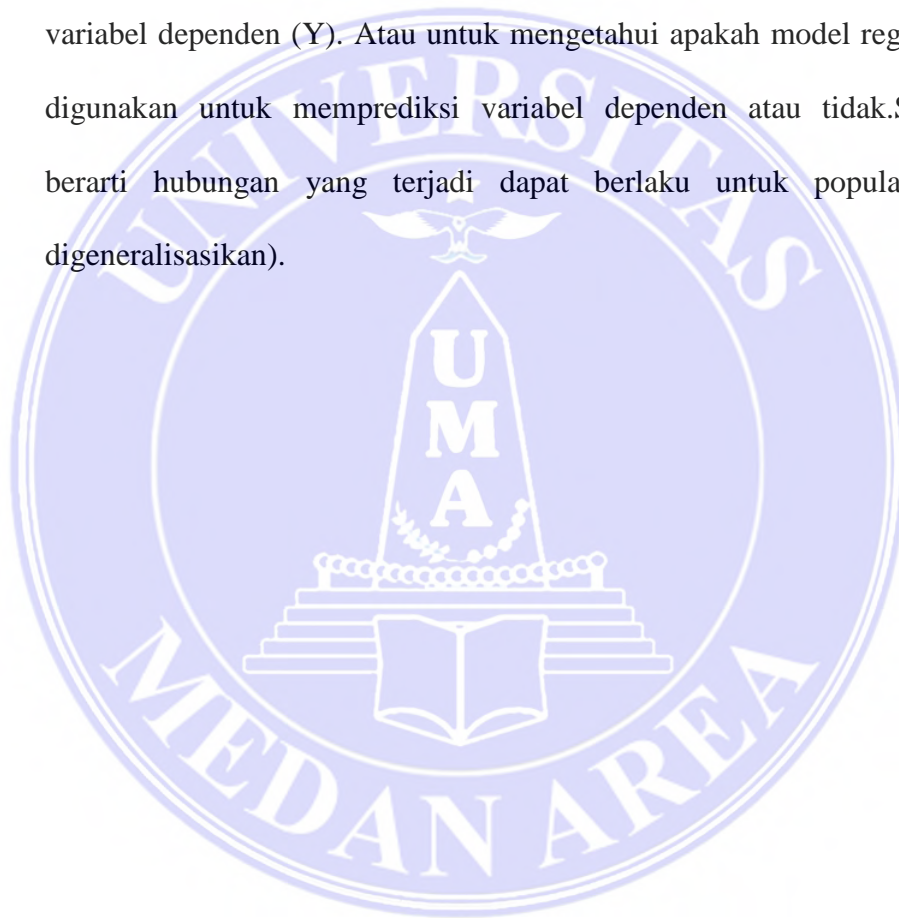 variabel dependen (Y). Atau untuk mengetahui apakah model reg
digunakan untuk memprediksi variabel dependen atau tidak.S
berarti hubungan yang terjadi dapat berlaku untuk popula
digeneralisasikan).
UNIVERSITAS
U
M
A
MEDAN AREA